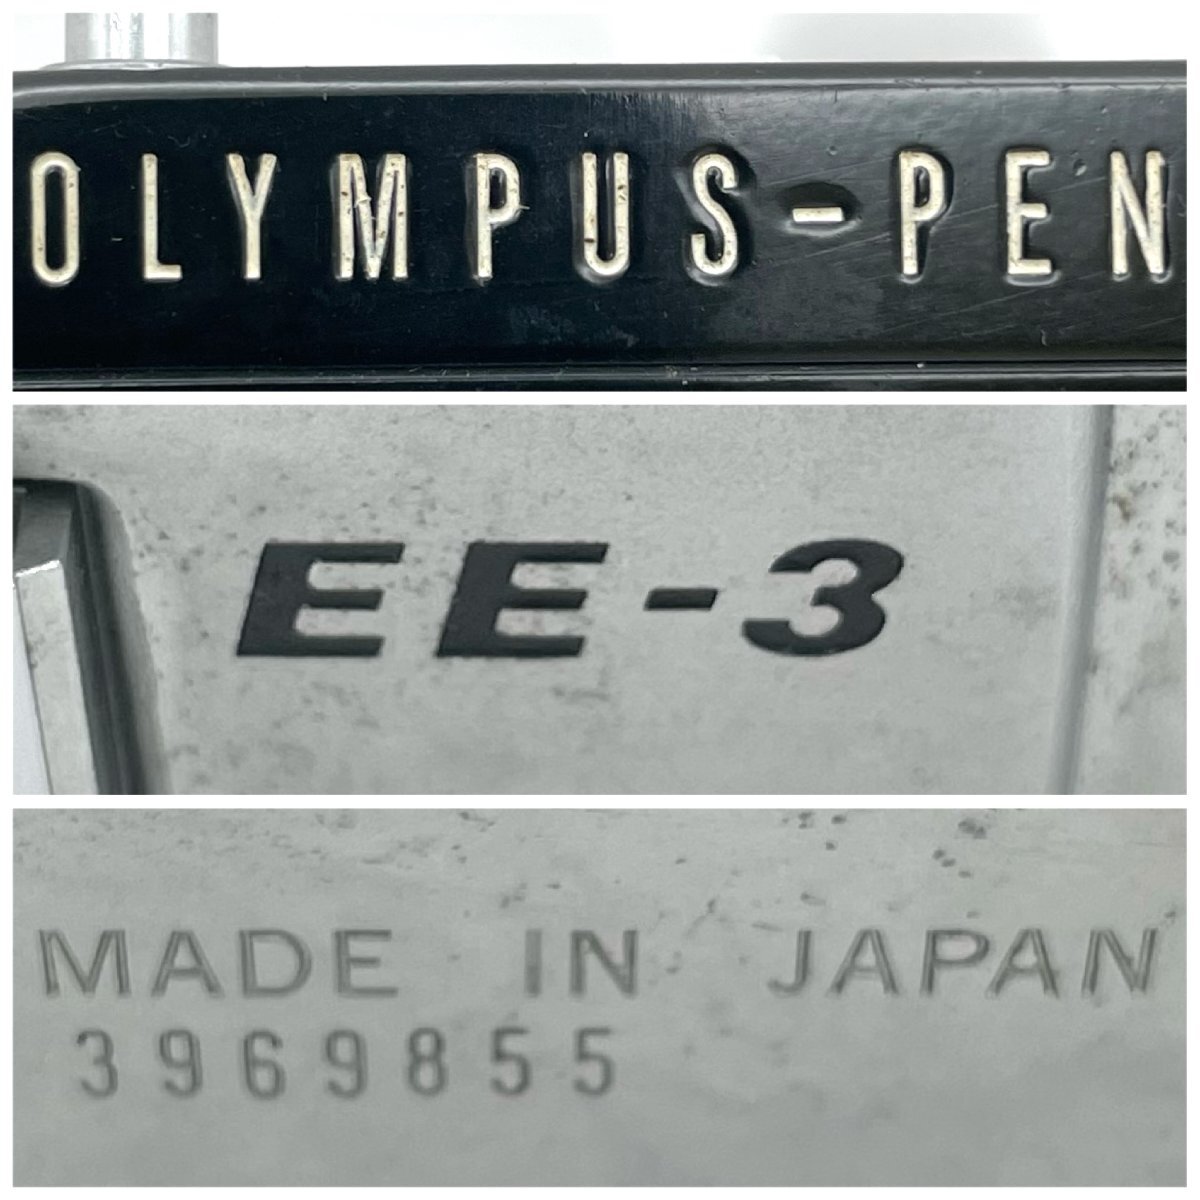 OLYMPUS-PEN
EE-3
MADE IN JAPAN
3969855